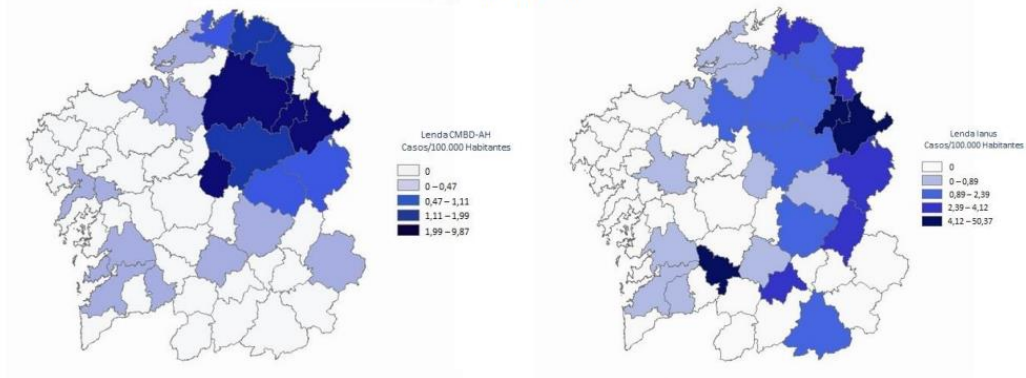 Lenda CMBD-AH
Casos/100.000 Habitantes
0
0 – 0,47
0,47 – 1,11
1,11 – 1,99
1,99 – 9,87
Lenda Ianus
Casos/100.000 Habitantes
0
0 – 0,89
0,89 – 2,39
2,39 – 4,12
4,12 – 50,37